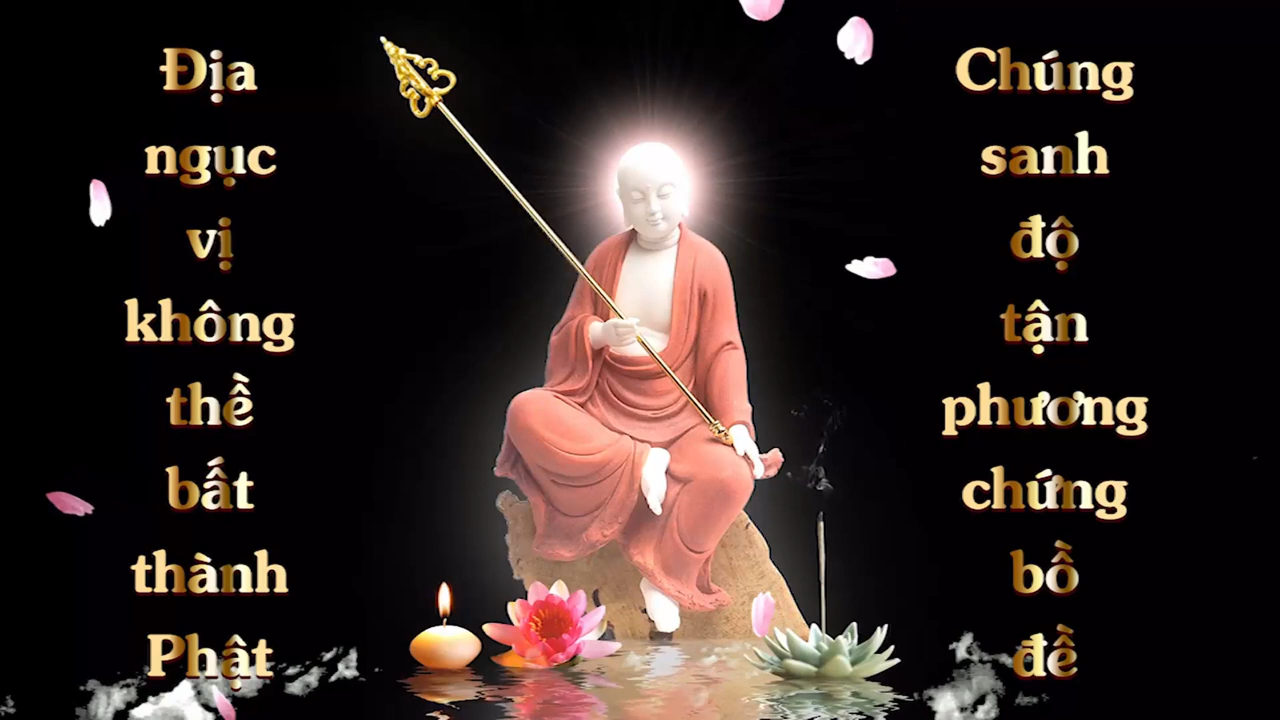 Địa
ngục
vị
không
thề
bất
thành
Phật
Chúng
sanh
độ
tận
phương
chứng
bồ
đề